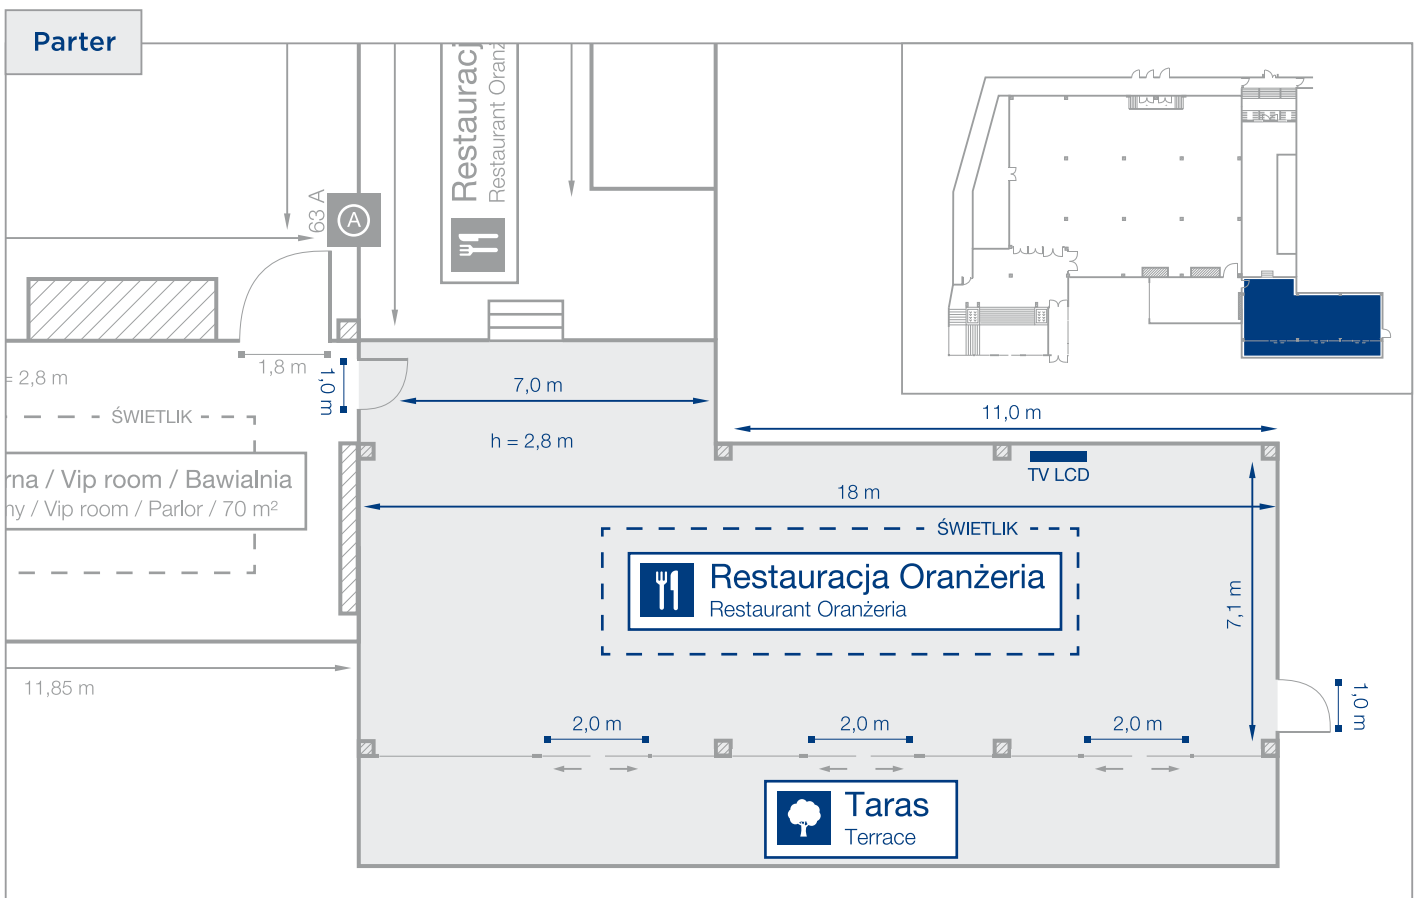 Parter
Restauracj
Restaurant Oranż
63 A
A
1,8 m
1,0 m
= 2,8 m
ŚWIETLIK
rna / Vip room / Bawialnia
ny / Vip room / Parlor / 70 m²
11,85 m
7,0 m
h = 2,8 m
11,0 m
TV LCD
18 m
ŚWIETLIK
Restauracja Oranżeria
Restaurant Oranżeria
7,1 m
2,0 m
2,0 m
2,0 m
1,0 m
Taras
Terrace